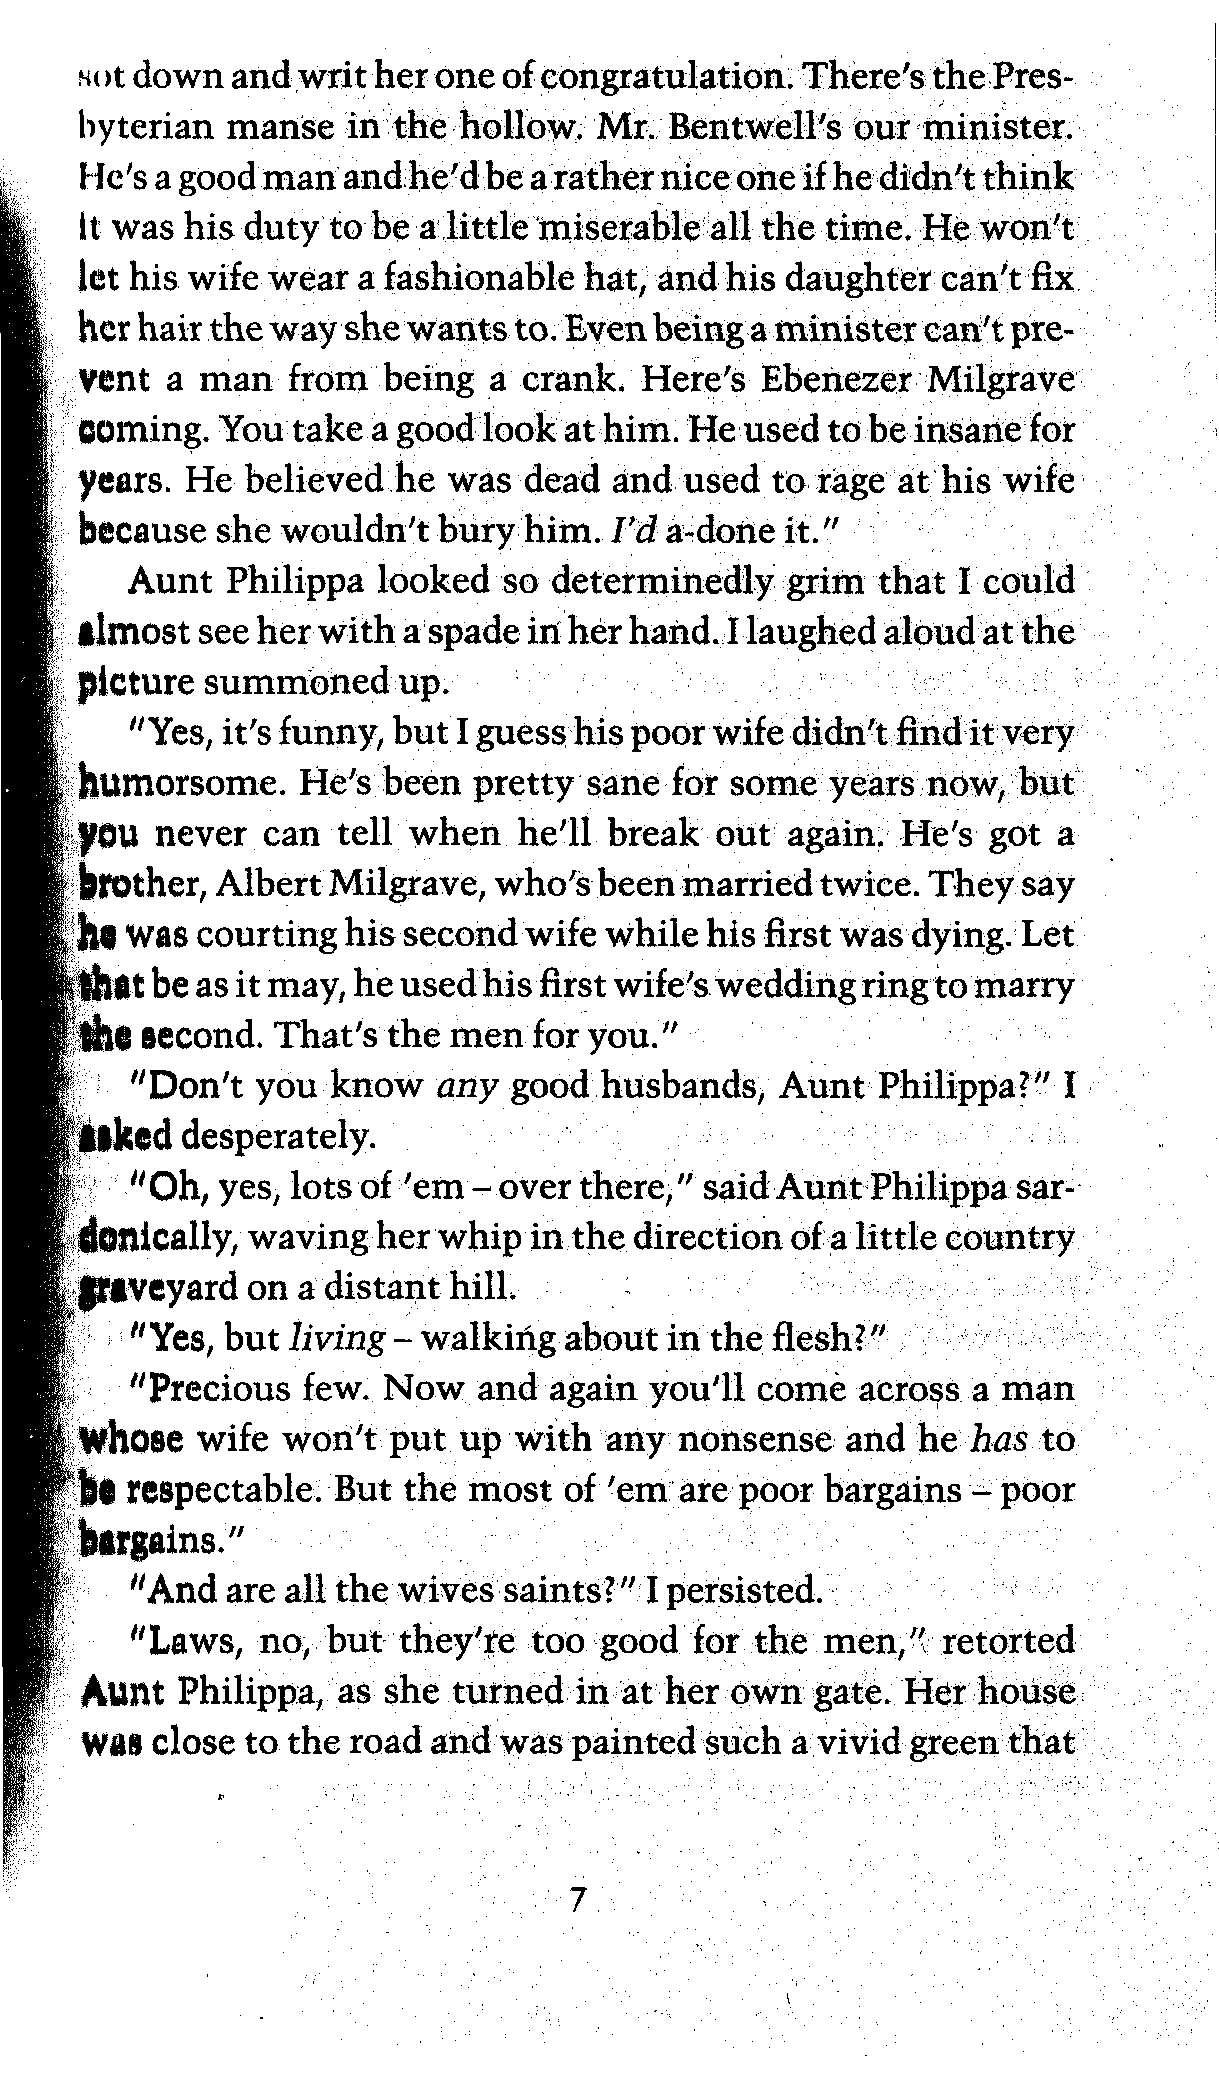 sot down and writ her one of congratulation. There's the Pres-
byterian manse in the hollow. Mr. Bentwell's our minister.
He's a good man and he'd be a rather nice one if he didn't think
it was his duty to be a little miserable all the time. He won't
let his wife wear a fashionable hat, and his daughter can't fix
her hair the way she wants to. Even being a minister can't pre-
vent a man from being a crank. Here's Ebenezer Milgrave
coming. You take a good look at him. He used to be insane for
years. He believed he was dead and used to rage at his wife
because she wouldn't bury him. I'd a-done it."
Aunt Philippa looked so determinedly grim that I could
almost see her with a spade in her hand. I laughed aloud at the
picture summoned up.
"Yes, it's funny, but I guess his poor wife didn't find it very
humorsome. He's been pretty sane for some years now, but
you never can tell when he'll break out again. He's got a
brother, Albert Milgrave, who's been married twice. They say
he was courting his second wife while his first was dying. Let
that be as it may, he used his first wife's wedding ring to marry
the second. That's the men for you."
"Don't you know any good husbands, Aunt Philippa?" I
asked desperately.
"Oh, yes, lots of 'em – over there," said Aunt Philippa sar-
donically, waving her whip in the direction of a little country
graveyard on a distant hill.
"Yes, but living – walking about in the flesh?"
"Precious few. Now and again you'll come across a man
whose wife won't put up with any nonsense and he has to
be respectable. But the most of 'em are poor bargains – poor
bargains."
"And are all the wives saints?" I persisted.
"Laws, no, but they're too good for the men," retorted
Aunt Philippa, as she turned in at her own gate. Her house
was close to the road and was painted such a vivid green that
7